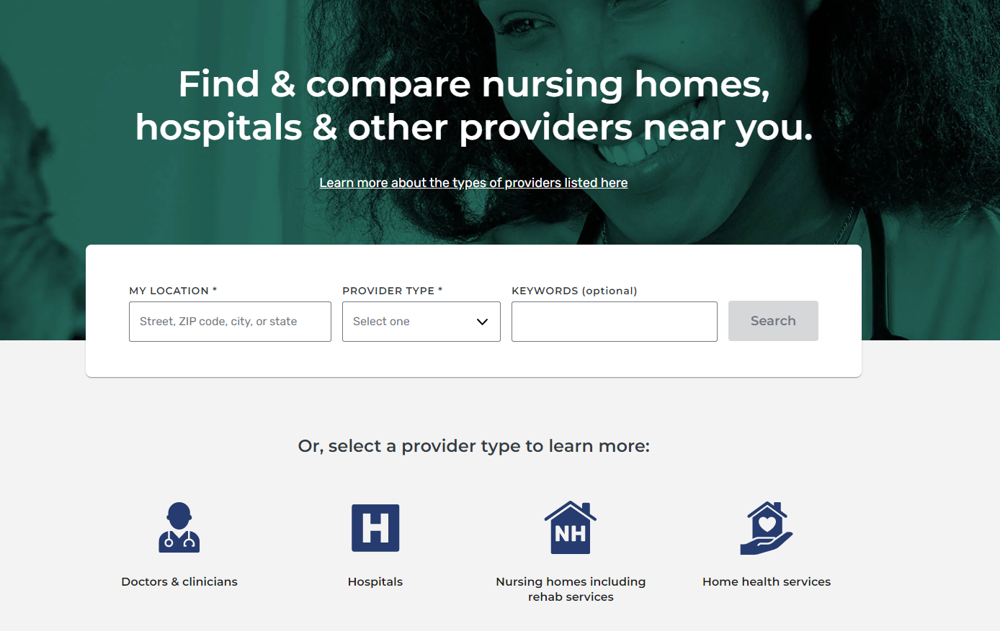 Find & compare nursing homes,
hospitals & other providers near you.
Learn more about the types of providers listed here
MY LOCATION *
PROVIDER TYPE *
KEYWORDS (optional)
Street, ZIP code, city, or state
Select one
Search
Or, select a provider type to learn more:
H
NH
Doctors & clinicians
Hospitals
Nursing homes including
rehab services
Home health services